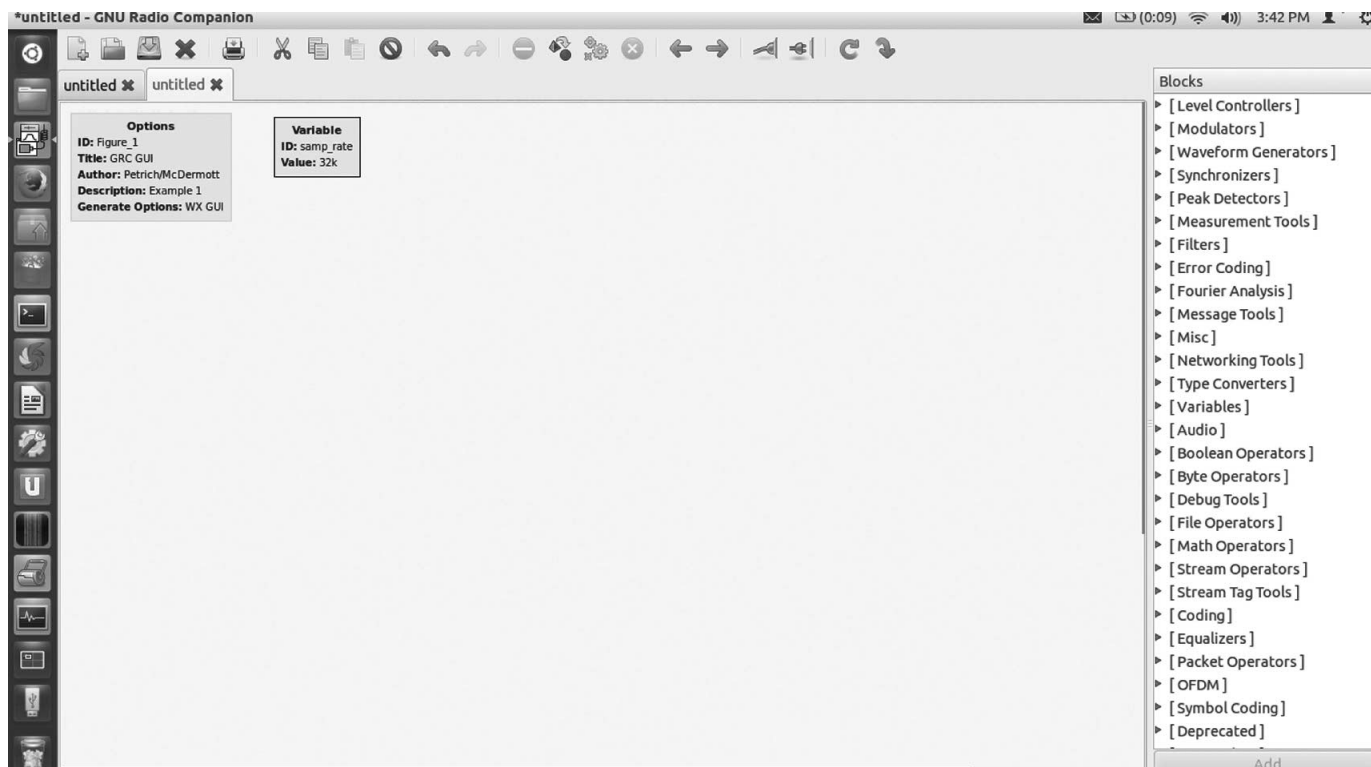 *untitled - GNU Radio Companion
(0:09) 3:42 PM
untitled untitled
Options
ID: Figure_1
Title: GRC GUI
Author: Petrich/McDermott
Description: Example 1
Generate Options: WX GUI
Variable
ID: samp_rate
Value: 32k
Blocks
[ Level Controllers ]
[ Modulators ]
[ Waveform Generators ]
[ Synchronizers ]
[ Peak Detectors ]
[ Measurement Tools ]
[ Filters ]
[ Error Coding ]
[ Fourier Analysis ]
[ Message Tools ]
[ Misc ]
[ Networking Tools ]
[ Type Converters ]
[ Variables ]
[ Audio ]
[ Boolean Operators ]
[ Byte Operators ]
[ Debug Tools ]
[ File Operators ]
[ Math Operators ]
[ Stream Operators ]
[ Stream Tag Tools ]
[ Coding ]
[ Equalizers ]
[ Packet Operators ]
[ OFDM ]
[ Symbol Coding ]
[ Deprecated ]
Add